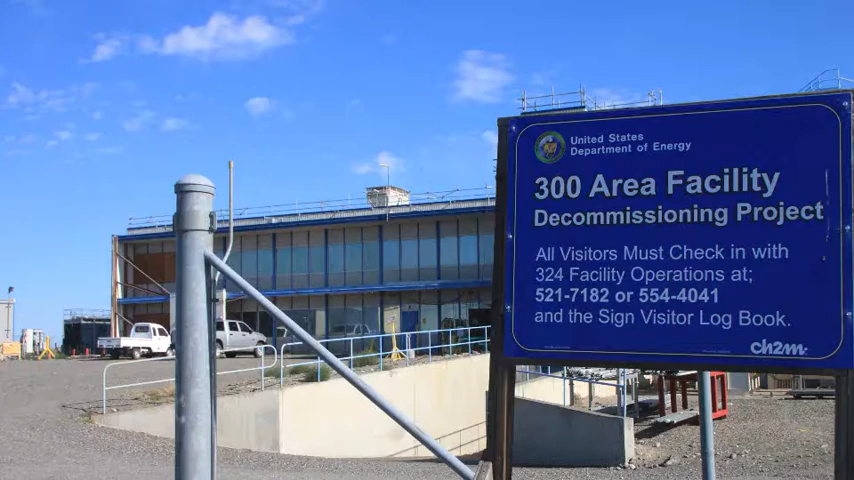 United States
Department of Energy
300 Area Facility
Decommissioning Project
All Visitors Must Check in with
324 Facility Operations at;
521-7182 or 554-4041
and the Sign Visitor Log Book.
ch2m